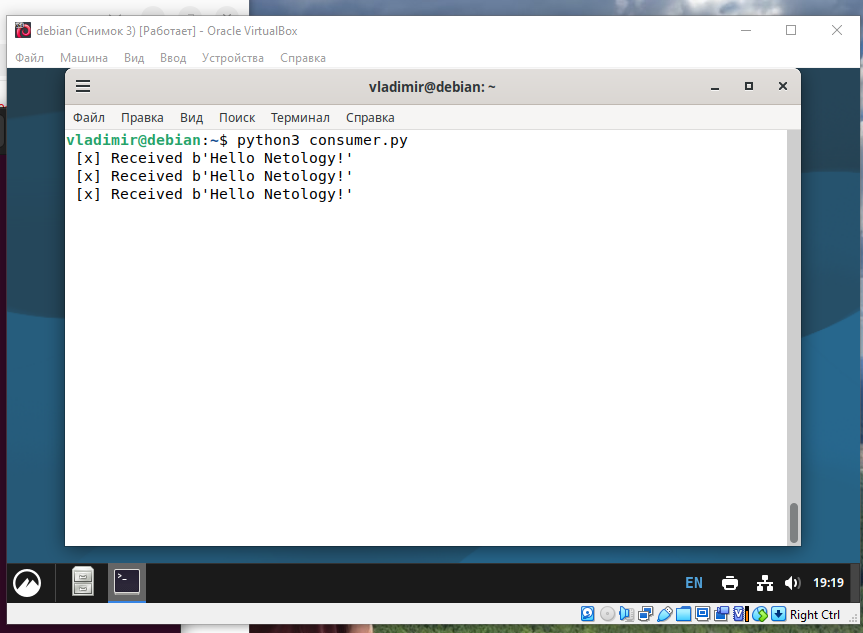 debian (Снимок 3) [Работает] - Oracle VirtualBox
Файл Машина Вид Ввод Устройства Справка
vladimir@debian: ~
Файл Правка Вид Поиск Терминал Справка
vladimir@debian:~$ python3 consumer.py
[x] Received b'Hello Netology!'
[x] Received b'Hello Netology!'
[x] Received b'Hello Netology!'
EN 19:19
Right Ctrl